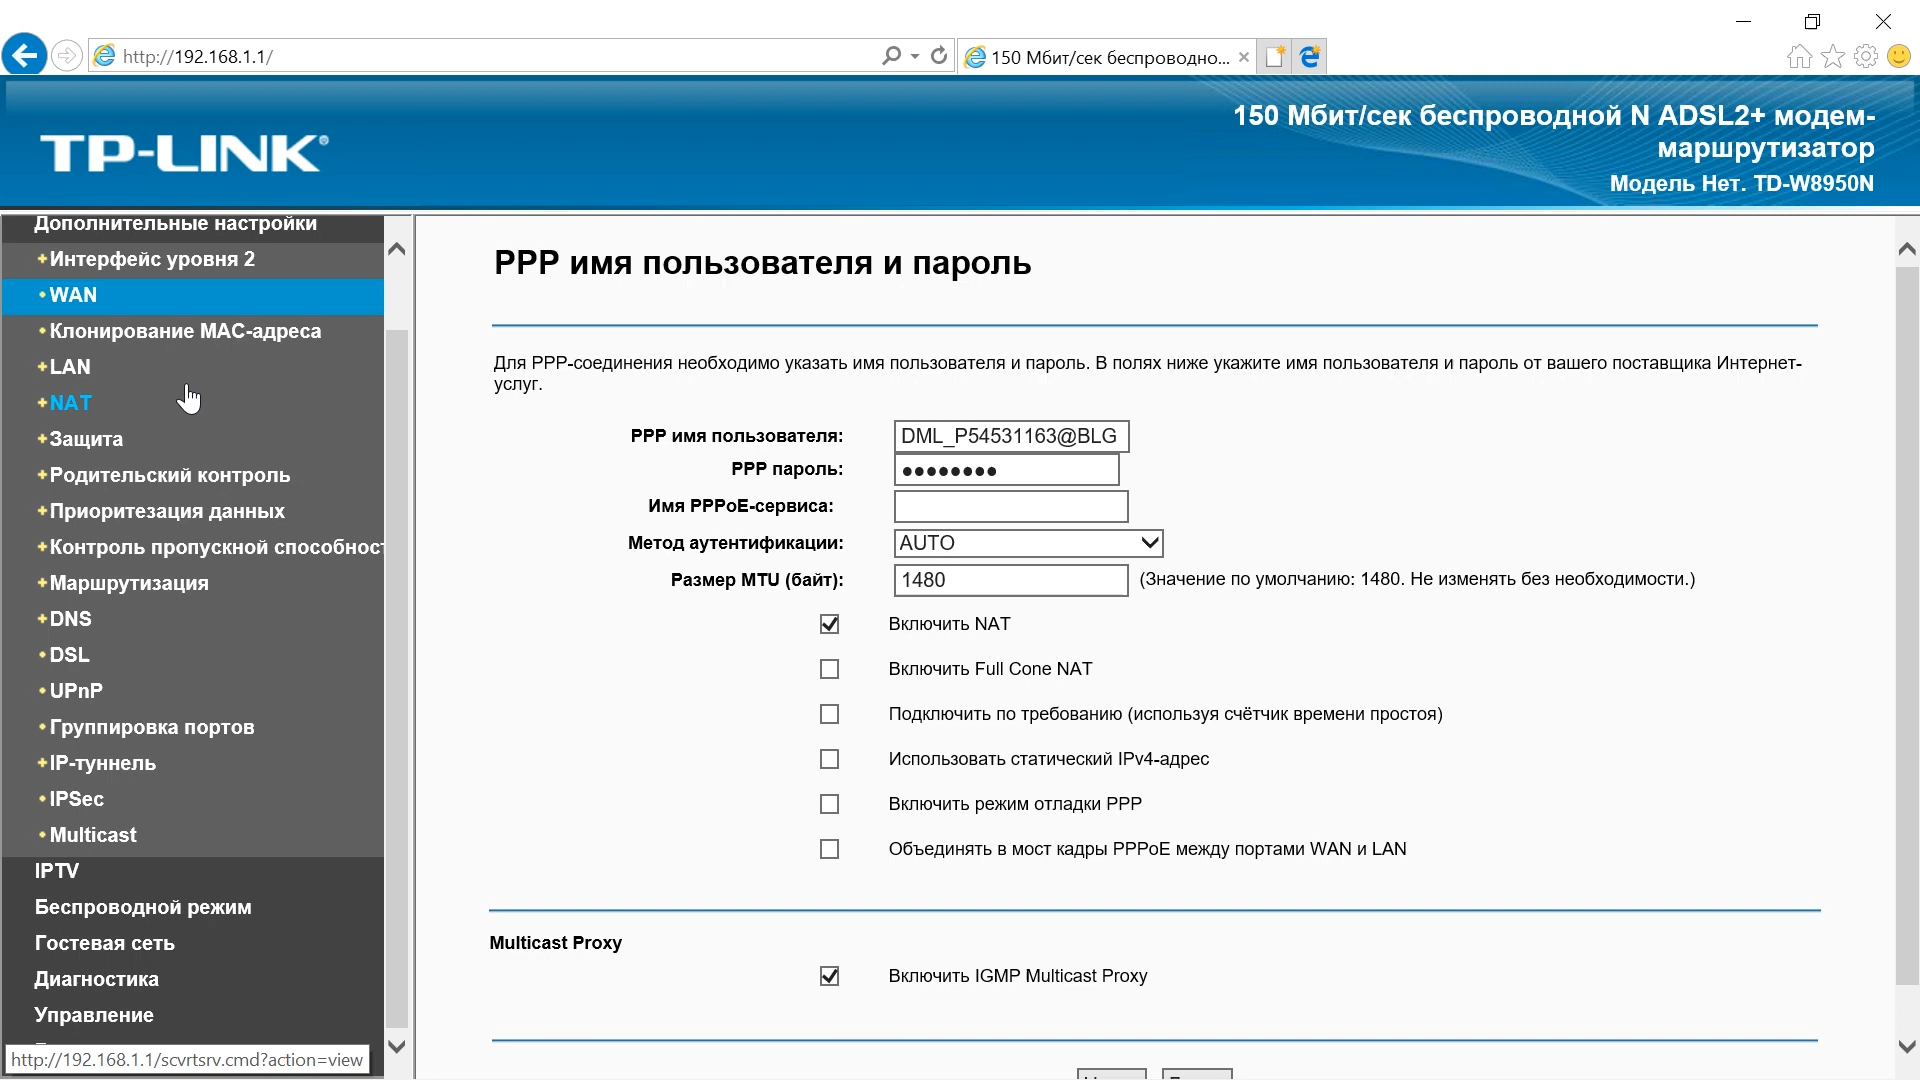 http://192.168.1.1/
150 Мбит/сек беспроводно...
TP-LINK®
150 Мбит/сек беспроводной N ADSL2+ модем-
маршрутизатор
Модель Нет. TD-W8950N
Дополнительные настройки
Интерфейс уровня 2
WAN
Клонирование MAC-адреса
LAN
NAT
Защита
Родительский контроль
Приоритезация данных
Контроль пропускной способност
Маршрутизация
DNS
DSL
UPnP
Группировка портов
IP-туннель
IPSec
Multicast
IPTV
Беспроводной режим
Гостевая сеть
Диагностика
Управление
http://192.168.1.1/scvrtsrv.cmd?action=view
PPP имя пользователя и пароль
Для PPP-соединения необходимо указать имя пользователя и пароль. В полях ниже укажите имя пользователя и пароль от вашего поставщика Интернет-
услуг.
PPP имя пользователя: DML_P54531163@BLG
PPP пароль: ●●●●●●●●
Имя PPPoE-сервиса:
Метод аутентификации: AUTO
Размер MTU (байт): 1480 (Значение по умолчанию: 1480. Не изменять без необходимости.)
Включить NAT
Включить Full Cone NAT
Подключить по требованию (используя счётчик времени простоя)
Использовать статический IPv4-адрес
Включить режим отладки PPP
Объединять в мост кадры PPPoE между портами WAN и LAN
Multicast Proxy
Включить IGMP Multicast Proxy